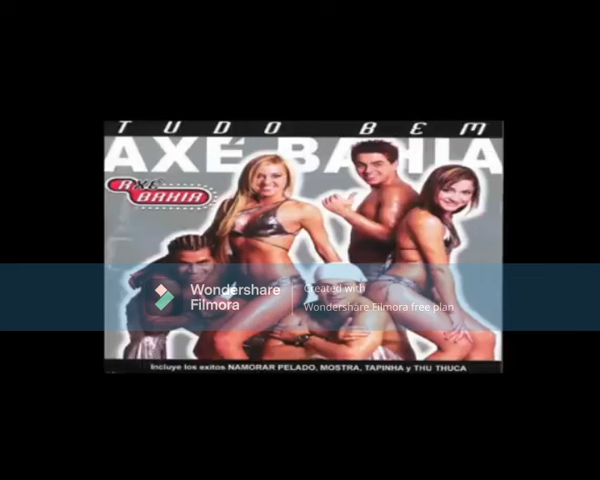 TUDO BEM
AXÉ BAHIA
AXÉ
BAHIA
Wondershare
Filmora
Created with
Wondershare Filmora free plan
Incluye los exitos NAMORAR PELADO, MOSTRA, TAPINHA y THU THUCA